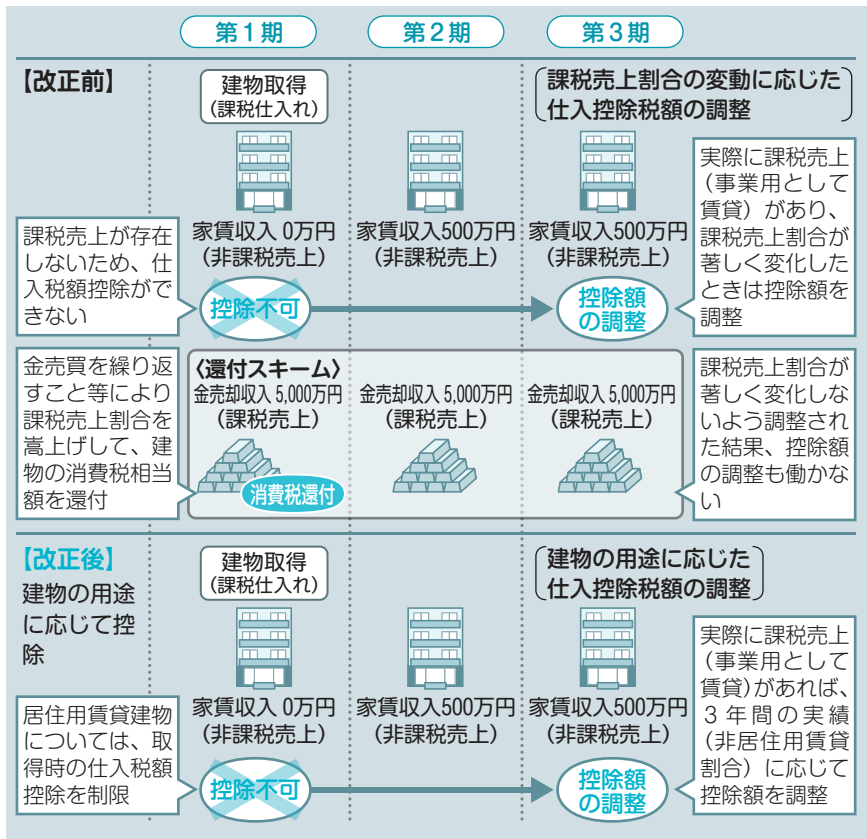 第1期
第2期
第3期
【改正前】
建物取得
（課税仕入れ）
課税売上割合の変動に応じた
仕入控除税額の調整
家賃収入 0万円
（非課税売上）
家賃収入500万円
（非課税売上）
家賃収入500万円
（非課税売上）
課税売上が存在
しないため、仕
入税額控除がで
きない
控除不可
控除額
の調整
実際に課税売上
（事業用として
賃貸）があり、
課税売上割合が
著しく変化した
ときは控除額を
調整
金売買を繰り返
すこと等により
課税売上割合を
嵩上げして、建
物の消費税相当
額を還付
〈還付スキーム〉
金売却収入 5,000万円
（課税売上）
消費税還付
金売却収入 5,000万円
（課税売上）
金売却収入 5,000万円
（課税売上）
課税売上割合が
著しく変化しな
いよう調整され
た結果、控除額
の調整も働かな
い
【改正後】
建物の用途
に応じて控
除
建物取得
（課税仕入れ）
建物の用途に応じた
仕入控除税額の調整
家賃収入 0万円
（非課税売上）
家賃収入500万円
（非課税売上）
家賃収入500万円
（非課税売上）
居住用賃貸建物
については、取
得時の仕入税額
控除を制限
控除不可
控除額
の調整
実際に課税売上
（事業用として
賃貸）があれば、
3年間の実績
（非居住用賃貸
割合）に応じて
控除額を調整